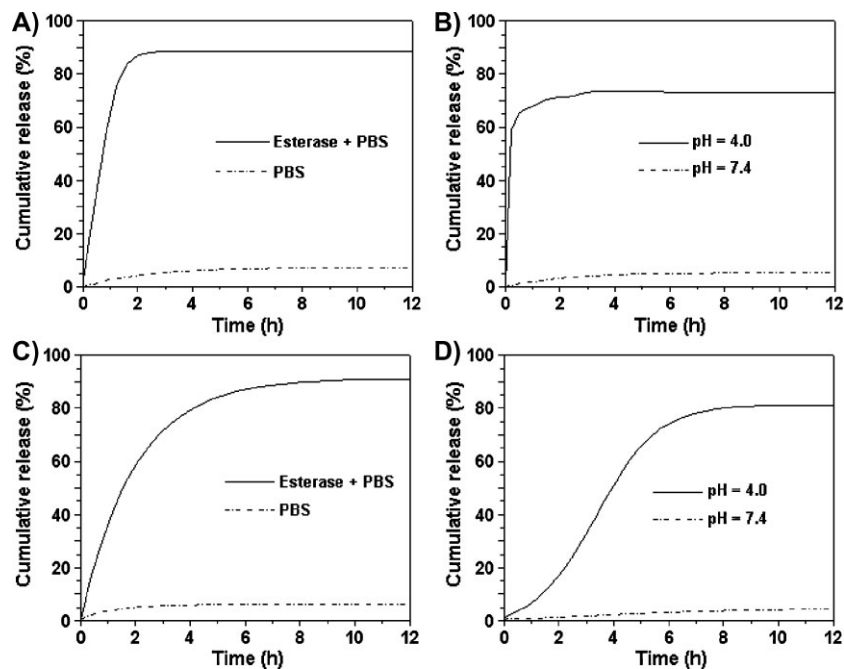 A)
Cumulative release (%)
100
80
60
40
20
0
Esterase + PBS
PBS
0 2 4 6 8 10 12
Time (h)
B)
Cumulative release (%)
100
80
60
40
20
0
pH = 4.0
pH = 7.4
0 2 4 6 8 10 12
Time (h)
C)
Cumulative release (%)
100
80
60
40
20
0
Esterase + PBS
PBS
0 2 4 6 8 10 12
Time (h)
D)
Cumulative release (%)
100
80
60
40
20
0
pH = 4.0
pH = 7.4
0 2 4 6 8 10 12
Time (h)